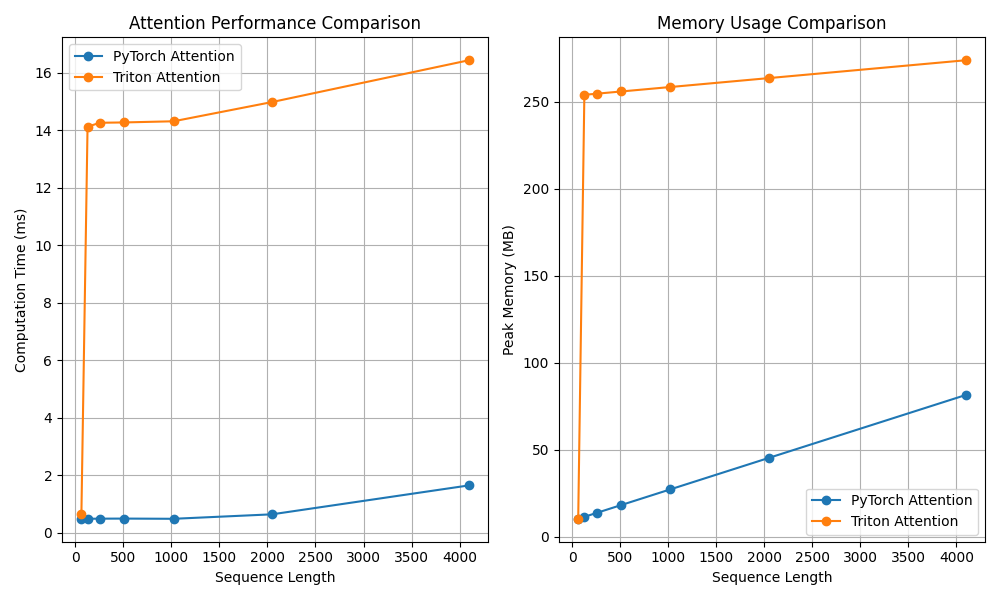 Attention Performance Comparison
PyTorch Attention
Triton Attention
16
14
12
10
8
6
4
2
0
Computation Time (ms)
0 500 1000 1500 2000 2500 3000 3500 4000
Sequence Length
Memory Usage Comparison
250
200
150
100
50
0
Peak Memory (MB)
PyTorch Attention
Triton Attention
0 500 1000 1500 2000 2500 3000 3500 4000
Sequence Length